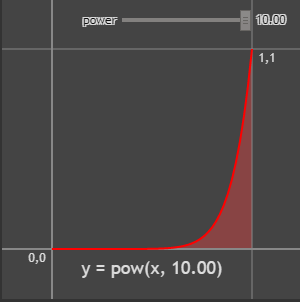 power 10.00
1,1
0,0
y = pow(x, 10.00)